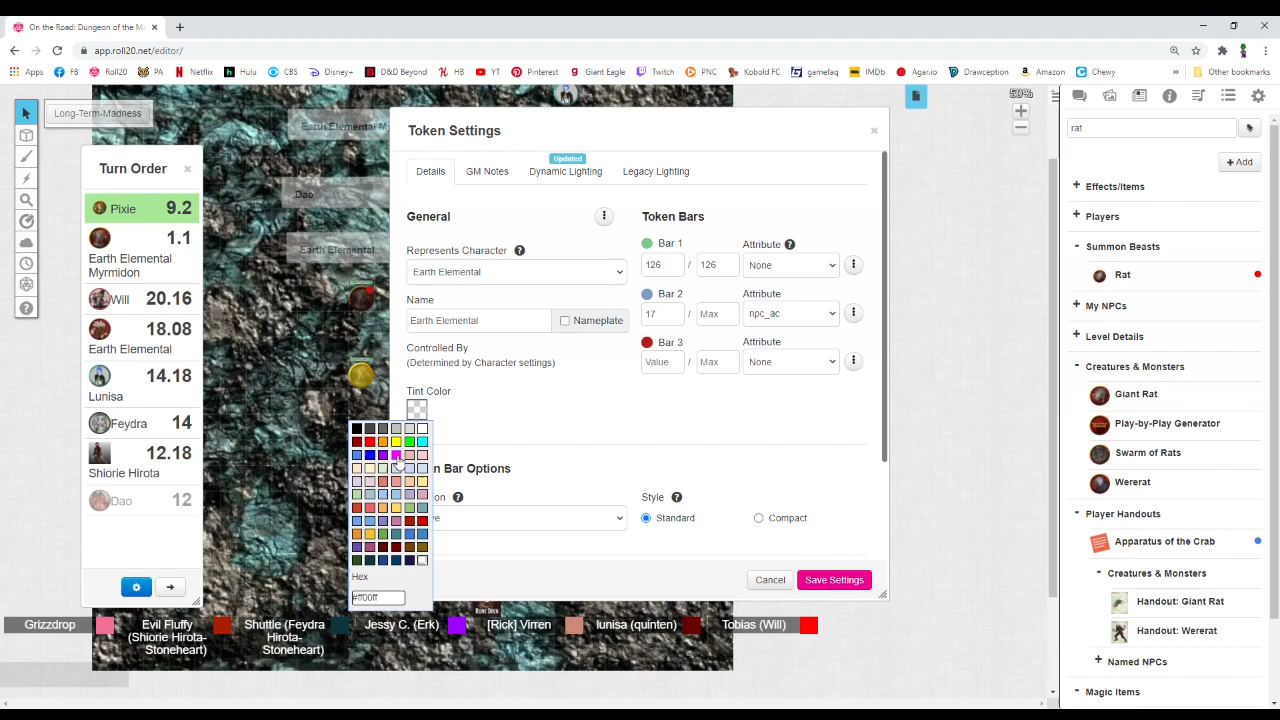 On the Road: Dungeon of the Ma
app.roll20.net/editor/
Apps FB Roll20 PA Netflix Hulu CBS Disney+ D&D Beyond HB YT Pinterest Giant Eagle Twitch PNC Kobold FC gamefaq IMDb Agar.io Drawception Amazon Chewy » Other bookmarks
Long-Term-Madness
Turn Order
Pixie 9.2
1.1
Earth Elemental
Myrmidon
Will 20.16
18.08
Earth Elemental
14.18
Lunisa
Feydra 14
12.18
Shiorie Hirota
Dao 12
Earth Elemental My
Dao
Earth Elemental
Token Settings
Updated
Details GM Notes Dynamic Lighting Legacy Lighting
General
Represents Character ?
Earth Elemental
Name
Earth Elemental Nameplate
Controlled By
(Determined by Character settings)
Tint Color
Token Bars
Bar 1 Attribute ?
126 / 126 None
Bar 2 Attribute
17 / Max npc_ac
Bar 3 Attribute
Value / Max None
n Bar Options
?
Style ?
Standard Compact
Hex
#ff00ff
Cancel Save Settings
50%
rat
+ Add
+ Effects/Items
+ Players
- Summon Beasts
Rat
+ My NPCs
+ Level Details
- Creatures & Monsters
Giant Rat
Play-by-Play Generator
Swarm of Rats
Wererat
- Player Handouts
Apparatus of the Crab
- Creatures & Monsters
Handout: Giant Rat
Handout: Wererat
+ Named NPCs
- Magic Items
Grizzdrop
Evil Fluffy
(Shiorie Hirota-
Stoneheart)
Shuttle (Feydra
Hirota-
Stoneheart)
Jessy C. (Erk)
[Rick] Virren
lunisa (quinten)
Tobias (Will)